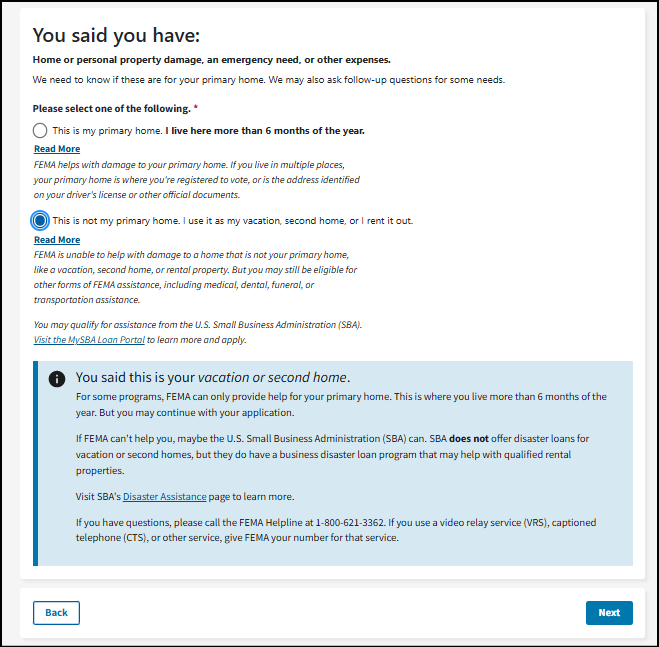 You said you have:
Home or personal property damage, an emergency need, or other expenses.
We need to know if these are for your primary home. We may also ask follow-up questions for some needs.
Please select one of the following. *
This is my primary home. I live here more than 6 months of the year.
Read More
FEMA helps with damage to your primary home. If you live in multiple places,
your primary home is where you're registered to vote, or is the address identified
on your driver's license or other official documents.
This is not my primary home. I use it as my vacation, second home, or I rent it out.
Read More
FEMA is unable to help with damage to a home that is not your primary home,
like a vacation, second home, or rental property. But you may still be eligible for
other forms of FEMA assistance, including medical, dental, funeral, or
transportation assistance.
You may qualify for assistance from the U.S. Small Business Administration (SBA).
Visit the MySBA Loan Portal to learn more and apply.
You said this is your vacation or second home.
For some programs, FEMA can only provide help for your primary home. This is where you live more than 6 months of the
year. But you may continue with your application.
If FEMA can't help you, maybe the U.S. Small Business Administration (SBA) can. SBA does not offer disaster loans for
vacation or second homes, but they do have a business disaster loan program that may help with qualified rental
properties.
Visit SBA's Disaster Assistance page to learn more.
If you have questions, please call the FEMA Helpline at 1-800-621-3362. If you use a video relay service (VRS), captioned
telephone (CTS), or other service, give FEMA your number for that service.
Back
Next